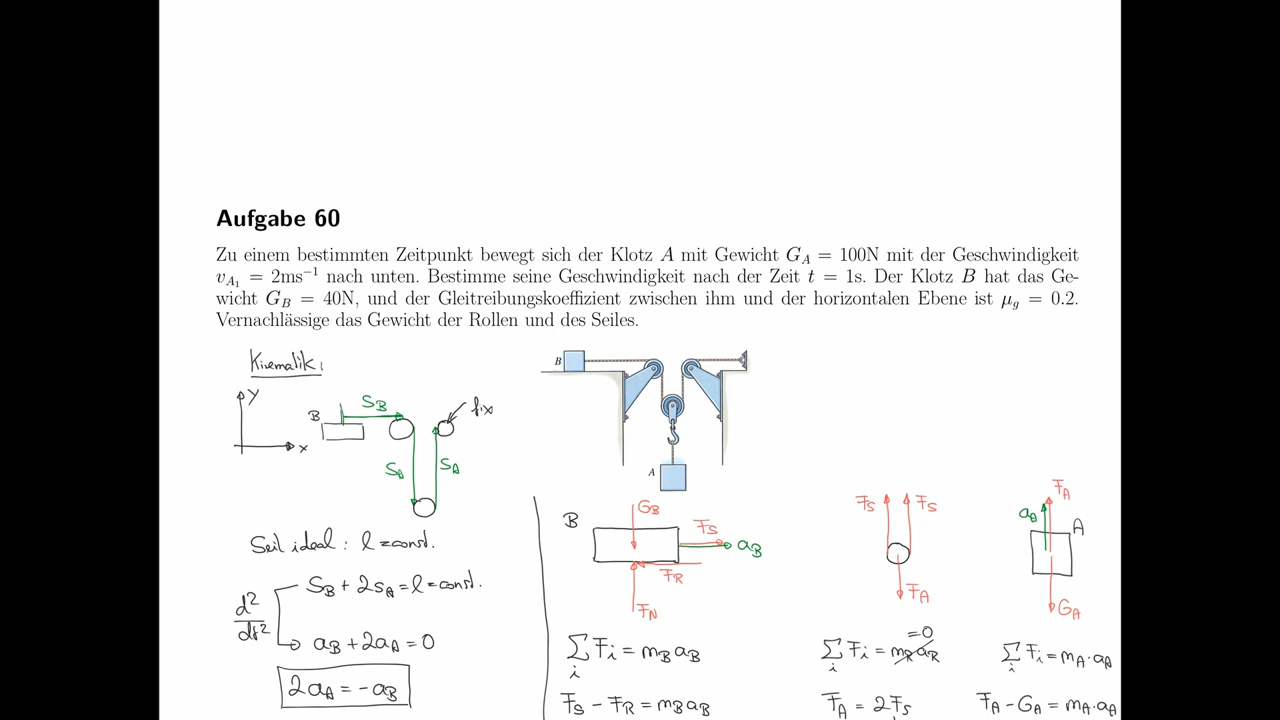 Aufgabe 60
Zu einem bestimmten Zeitpunkt bewegt sich der Klotz A mit Gewicht G_A = 100N mit der Geschwindigkeit
v_{A_1} = 2ms⁻¹ nach unten. Bestimme seine Geschwindigkeit nach der Zeit t = 1s. Der Klotz B hat das Ge-
wicht G_B = 40N, und der Gleitreibungskoeffizient zwischen ihm und der horizontalen Ebene ist μ_g = 0.2.
Vernachlässige das Gewicht der Rollen und des Seiles.
Kinematik:
y
x
B
S_B
fix
S_A
S_A
B
A
Seil ideal: l = const.
d²/dt²
S_B + 2S_A = l = const.
a_B + 2a_A = 0
2a_A = -a_B
B
G_B
F_S
a_B
F_R
F_N
∑_i F_i = m_B a_B
F_S - F_R = m_B a_B
F_S
F_S
F_A
=0
∑_i F_i = m_R a_R
F_A = 2F_S
F_A
a_A
A
G_A
∑_i F_i = m_A·a_A
F_A - G_A = m_A·a_A